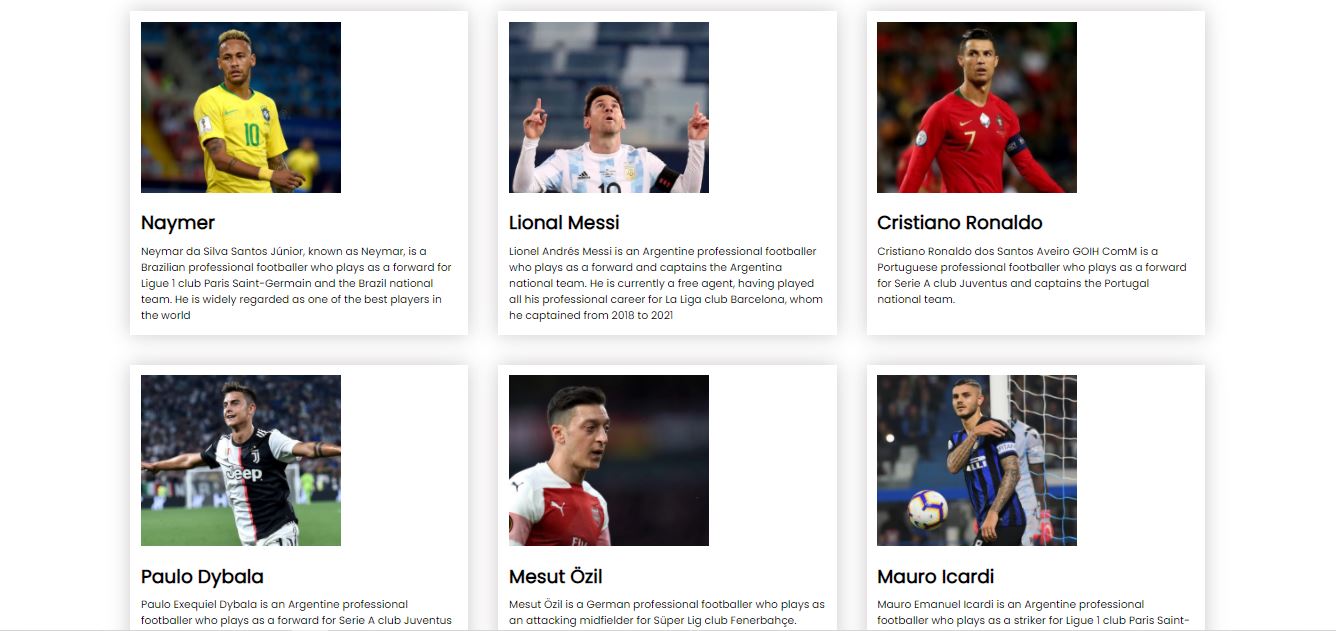 10
10
7
Naymer
Lional Messi
Cristiano Ronaldo
Neymar da Silva Santos Júnior, known as Neymar, is a
Brazilian professional footballer who plays as a forward for
Ligue 1 club Paris Saint-Germain and the Brazil national
team. He is widely regarded as one of the best players in
the world
Lionel Andrés Messi is an Argentine professional footballer
who plays as a forward and captains the Argentina
national team. He is currently a free agent, having played
all his professional career for La Liga club Barcelona, whom
he captained from 2018 to 2021
Cristiano Ronaldo dos Santos Aveiro GOIH ComM is a
Portuguese professional footballer who plays as a forward
for Serie A club Juventus and captains the Portugal
national team.
Jeep
Paulo Dybala
Mesut Özil
Mauro Icardi
Paulo Exequiel Dybala is an Argentine professional
footballer who plays as a forward for Serie A club Juventus
Mesut Özil is a German professional footballer who plays as
an attacking midfielder for Süper Lig club Fenerbahçe.
Mauro Emanuel Icardi is an Argentine professional
footballer who plays as a striker for Ligue 1 club Paris Saint-